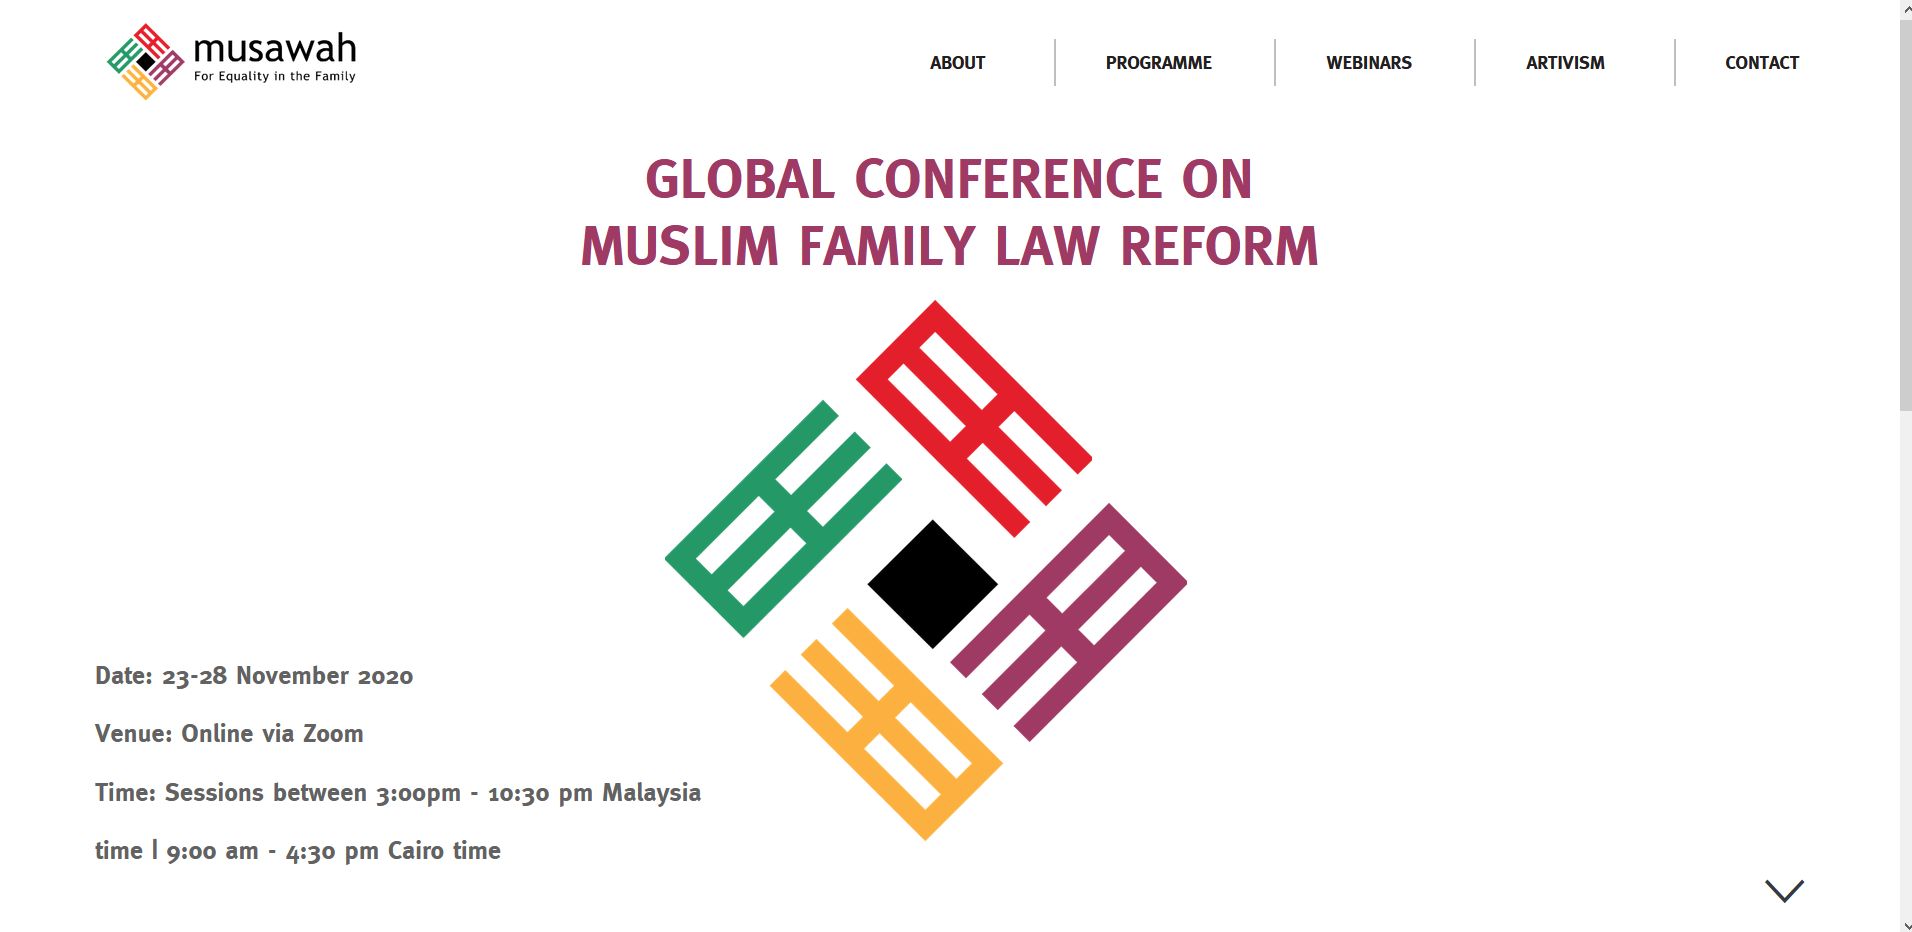 musawah
For Equality in the Family
ABOUT
PROGRAMME
WEBINARS
ARTIVISM
CONTACT
GLOBAL CONFERENCE ON
MUSLIM FAMILY LAW REFORM
Date: 23-28 November 2020
Venue: Online via Zoom
Time: Sessions between 3:00pm - 10:30 pm Malaysia
time | 9:00 am - 4:30 pm Cairo time